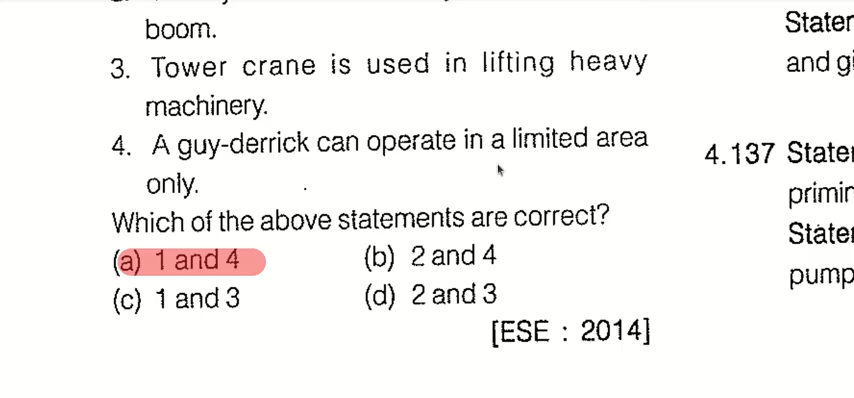 boom.
3. Tower crane is used in lifting heavy
machinery.
4. A guy-derrick can operate in a limited area
only.
Which of the above statements are correct?
(a) 1 and 4 (b) 2 and 4
(c) 1 and 3 (d) 2 and 3
[ESE : 2014]
Stater
and gi
4.137 Stater
primin
Stater
pump